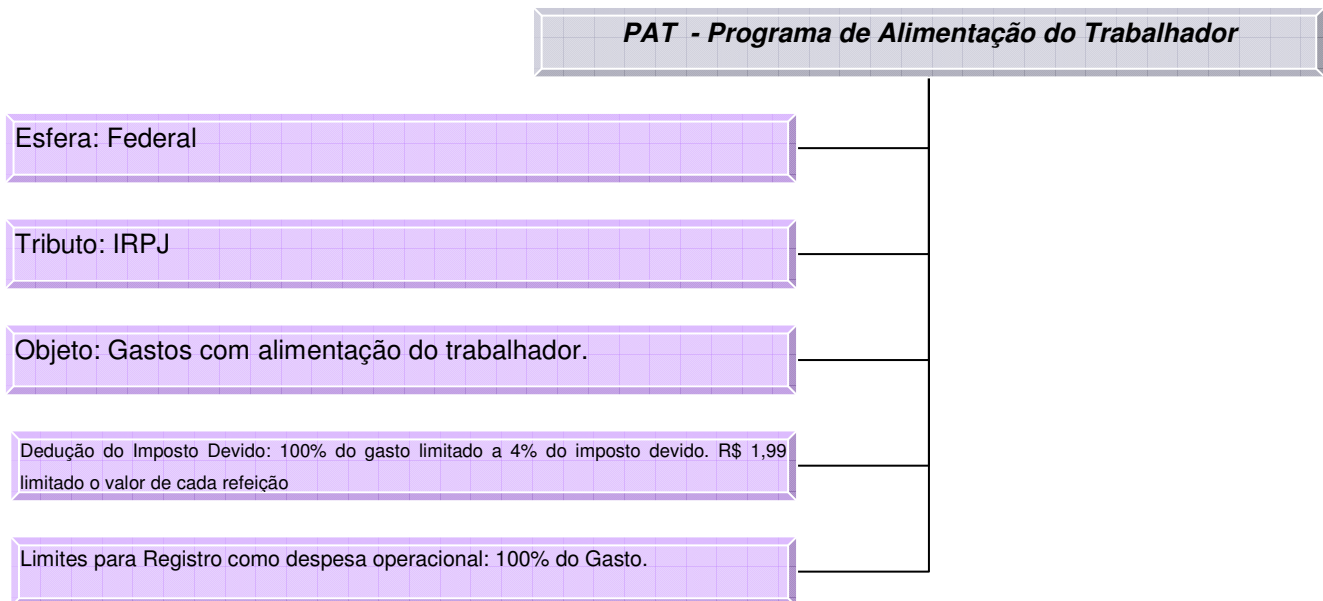 PAT - Programa de Alimentação do Trabalhador
Esfera: Federal
Tributo: IRPJ
Objeto: Gastos com alimentação do trabalhador.
Dedução do Imposto Devido: 100% do gasto limitado a 4% do imposto devido. R$ 1,99
limitado o valor de cada refeição
Limites para Registro como despesa operacional: 100% do Gasto.